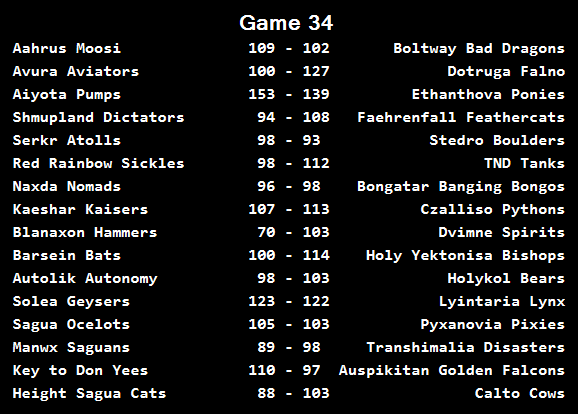 Game 34
Aahrus Moosi 109 - 102 Boltway Bad Dragons
Avura Aviators 100 - 127 Dotruga Falno
Aiyota Pumps 153 - 139 Ethanthova Ponies
Shmupland Dictators 94 - 108 Faehrenfall Feathercats
Serkr Atolls 98 - 93 Stedro Boulders
Red Rainbow Sickles 98 - 112 TND Tanks
Naxda Nomads 96 - 98 Bongatar Banging Bongos
Kaeshar Kaisers 107 - 113 Czalliso Pythons
Blanaxon Hammers 70 - 103 Dvimne Spirits
Barsein Bats 100 - 114 Holy Yektonisa Bishops
Autolik Autonomy 98 - 103 Holykol Bears
Solea Geysers 123 - 122 Lyintaria Lynx
Sagua Ocelots 105 - 103 Pyxanovia Pixies
Manwx Saguans 89 - 98 Transhimalia Disasters
Key to Don Yees 110 - 97 Auspikitan Golden Falcons
Height Sagua Cats 88 - 103 Calto Cows